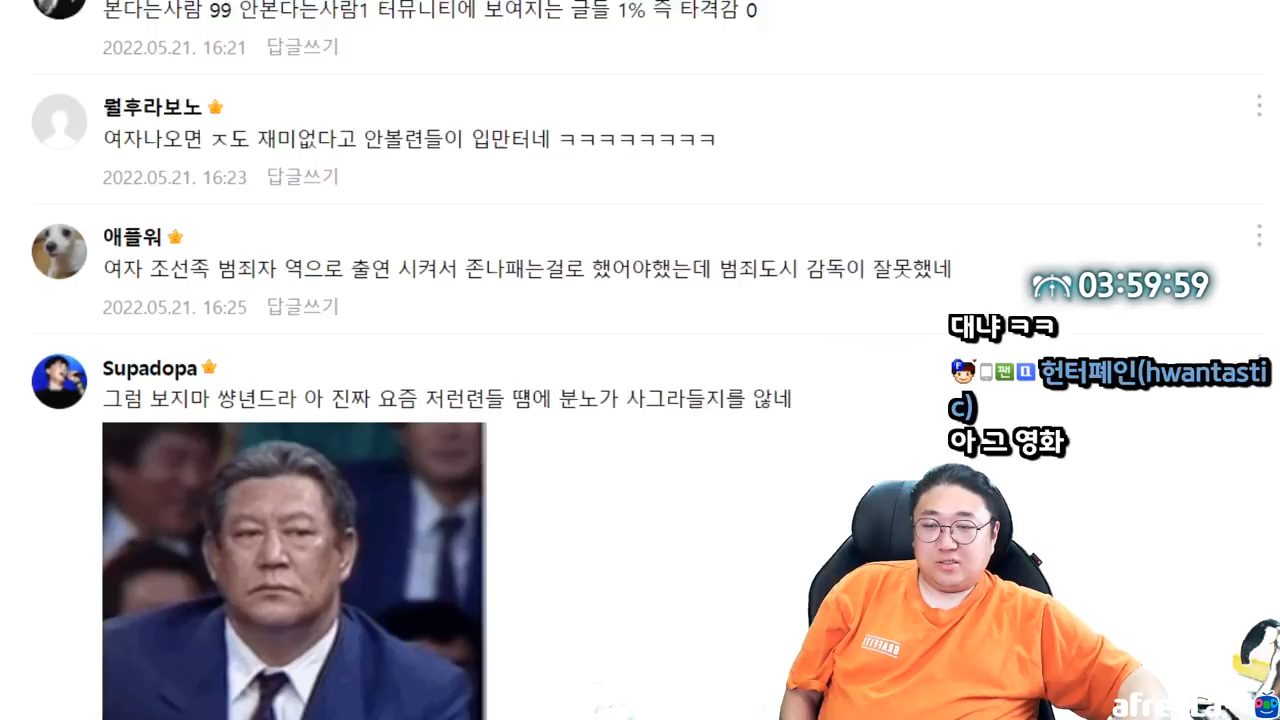 본다는사람 99 안본다는사람1 터뮤니티에 보여지는 글들 1% 즉 타격감 0
2022.05.21. 16:21 답글쓰기
뭘후라보노
여자나오면 ㅈ도 재미없다고 안볼련들이 입만터네 ㅋㅋㅋㅋㅋㅋㅋㅋ
2022.05.21. 16:23 답글쓰기
애플워
여자 조선족 범죄자 역으로 출연 시켜서 존나패는걸로 했어야했는데 범죄도시 감독이 잘못했네
2022.05.21. 16:25 답글쓰기
03:59:59
대냐 ㅋㅋ
팬
헌터페인(hwantasti
c)
아 그 영화
Supadopa
그럼 보지마 썅년드라 아 진짜 요즘 저런련들 떔에 분노가 사그라들지를 않네
GRAFFITI